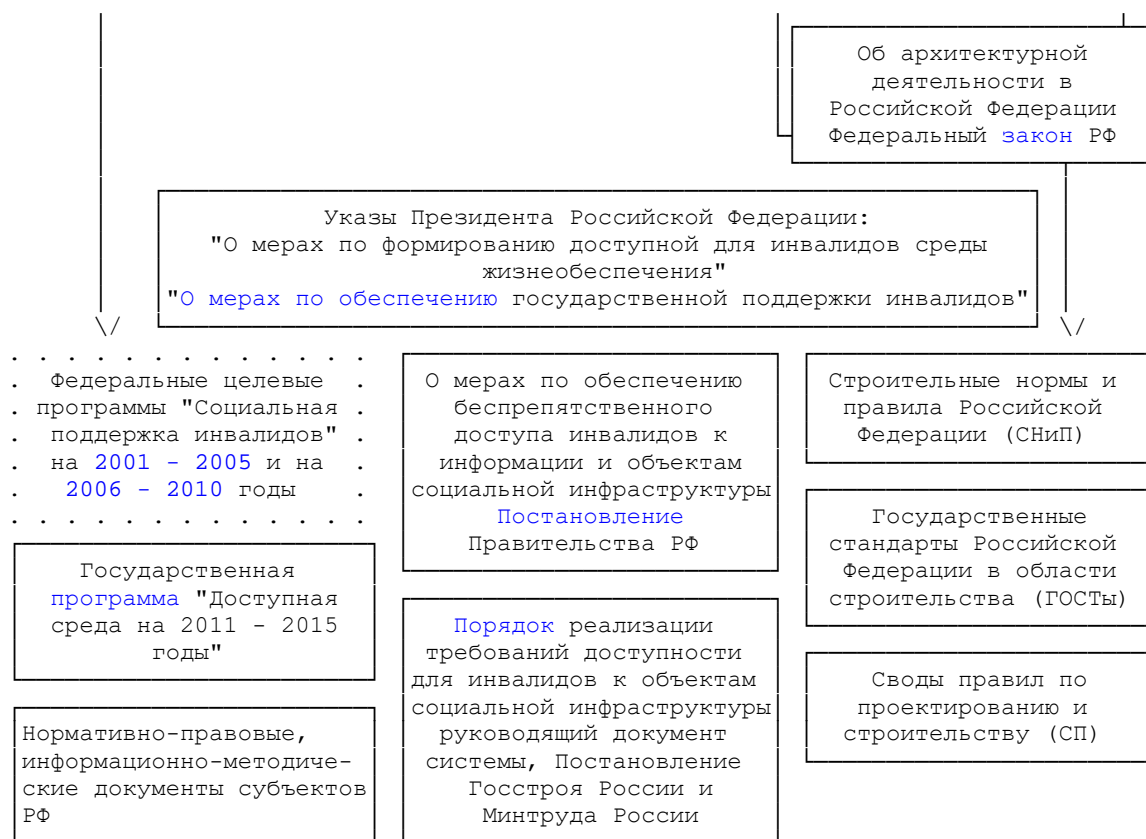 Об архитектурной
деятельности в
Российской Федерации
Федеральный закон РФ
Указы Президента Российской Федерации:
"О мерах по формированию доступной для инвалидов среды
жизнеобеспечения"
"О мерах по обеспечению государственной поддержки инвалидов"
Федеральные целевые
программы "Социальная
поддержка инвалидов"
на 2001 - 2005 и на
2006 - 2010 годы
Государственная
программа "Доступная
среда на 2011 - 2015
годы"
Нормативно-правовые,
информационно-методиче-
ские документы субъектов
РФ
О мерах по обеспечению
беспрепятственного
доступа инвалидов к
информации и объектам
социальной инфраструктуры
Постановление
Правительства РФ
Порядок реализации
требований доступности
для инвалидов к объектам
социальной инфраструктуры
руководящий документ
системы, Постановление
Госстроя России и
Минтруда России
Строительные нормы и
правила Российской
Федерации (СНиП)
Государственные
стандарты Российской
Федерации в области
строительства (ГОСТы)
Своды правил по
проектированию и
строительству (СП)